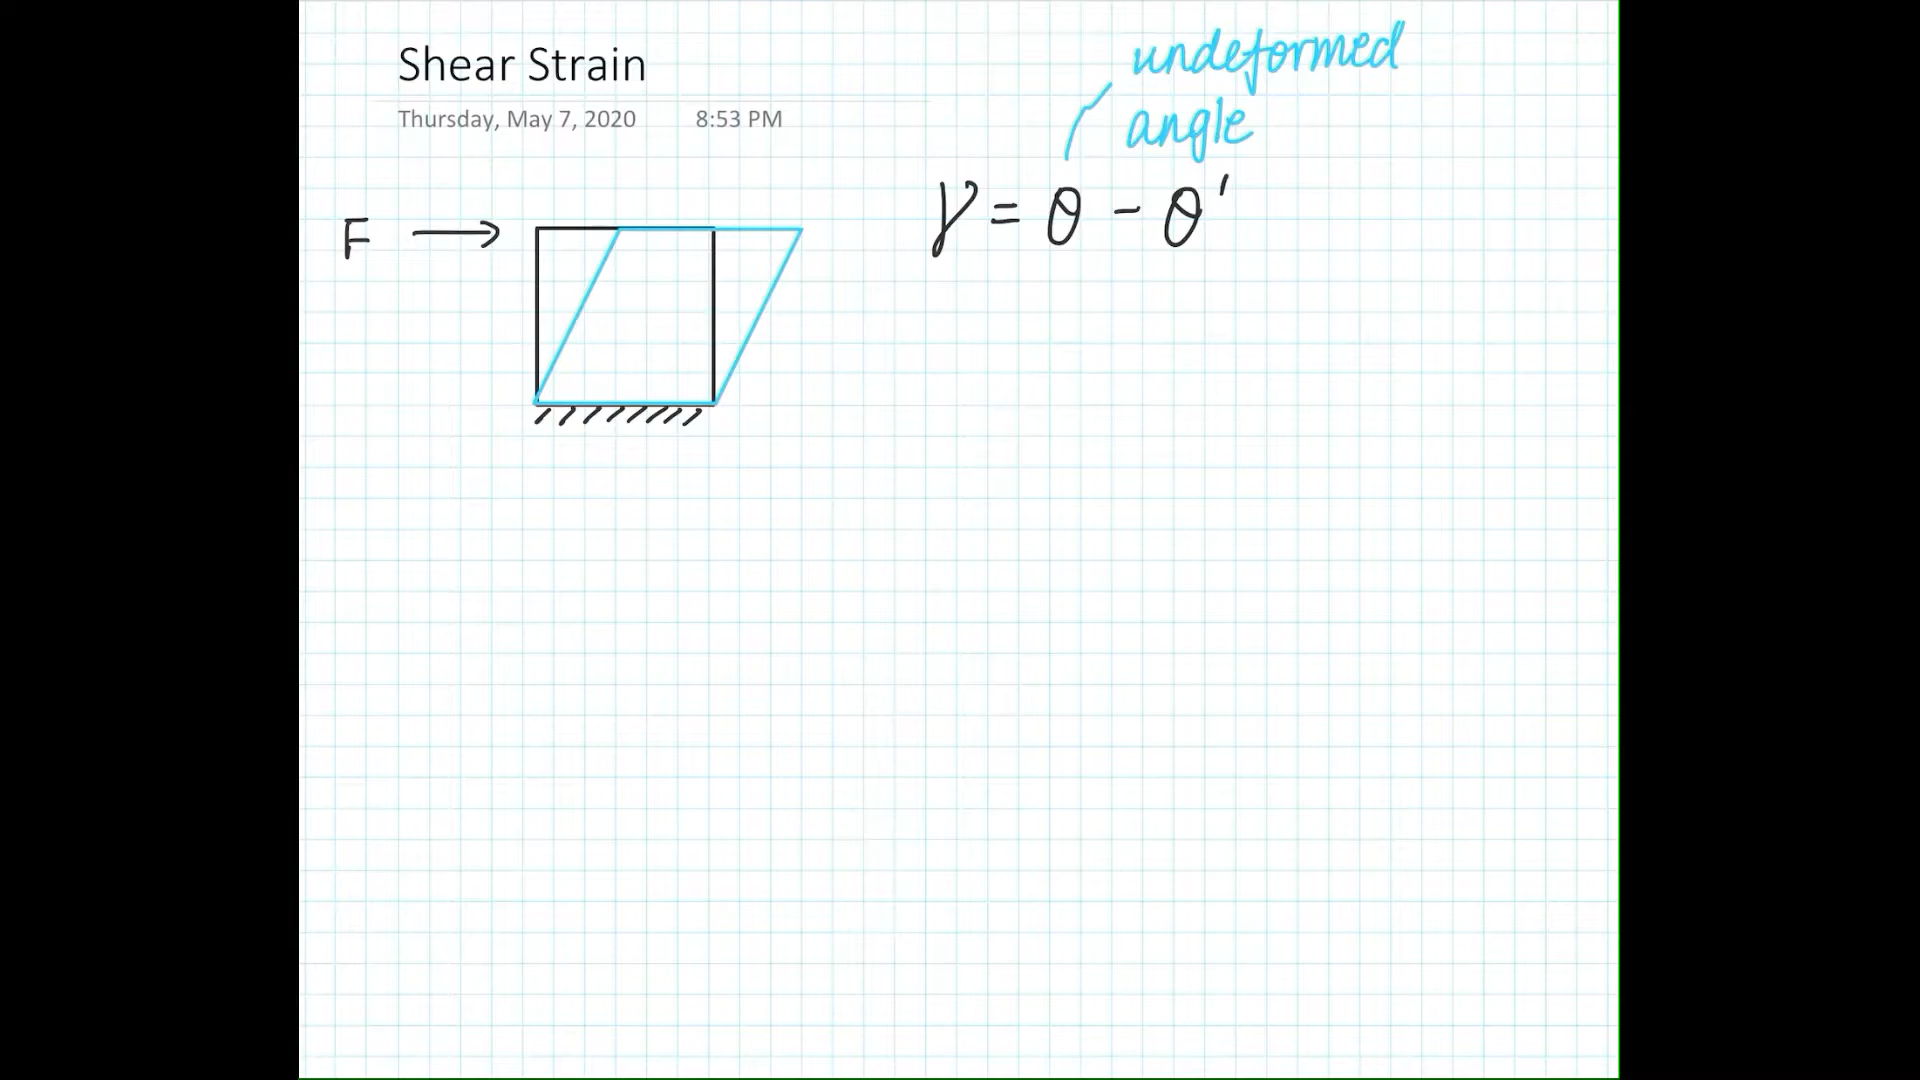 Shear Strain
Thursday, May 7, 2020 8:53 PM
undeformed
angle
F
γ = θ - θ'